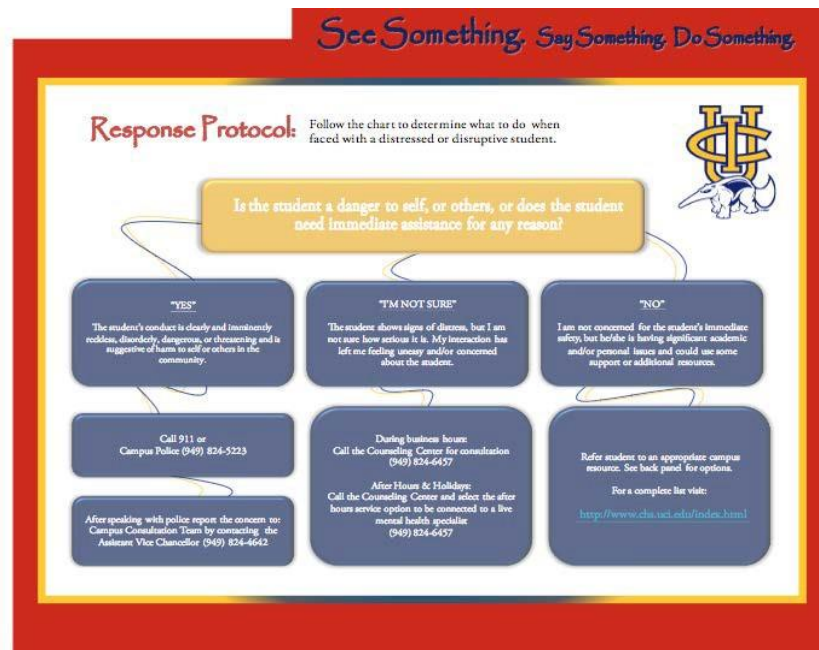 See Something. Say Something. Do Something.
Response Protocol:
Follow the chart to determine what to do when
faced with a distressed or disruptive student.
UCI
Is the student a danger to self, or others, or does the student
need immediate assistance for any reason?
"YES"
The student's conduct is clearly and imminently
reckless, disorderly, dangerous, or threatening and is
suggestive of harm to self or others in the
community.
Call 911 or
Campus Police (949) 824-5223
After speaking with police report the concern to:
Campus Consultation Team by contacting the
Assistant Vice Chancellor (949) 824-4642
"I'M NOT SURE"
The student shows signs of distress, but I am
not sure how serious it is. My interaction has
left me feeling uneasy and/or concerned
about the student.
During business hours:
Call the Counseling Center for consultation
(949) 824-6457
After Hours & Holidays:
Call the Counseling Center and select the after
hours service option to be connected to a live
mental health specialist
(949) 824-6457
"NO"
I am not concerned for the student's immediate
safety, but he/she is having significant academic
and/or personal issues and could use some
support or additional resources.
Refer student to an appropriate campus
resource. See back panel for options.
For a complete list visit:
http://www.chs.uci.edu/index.html